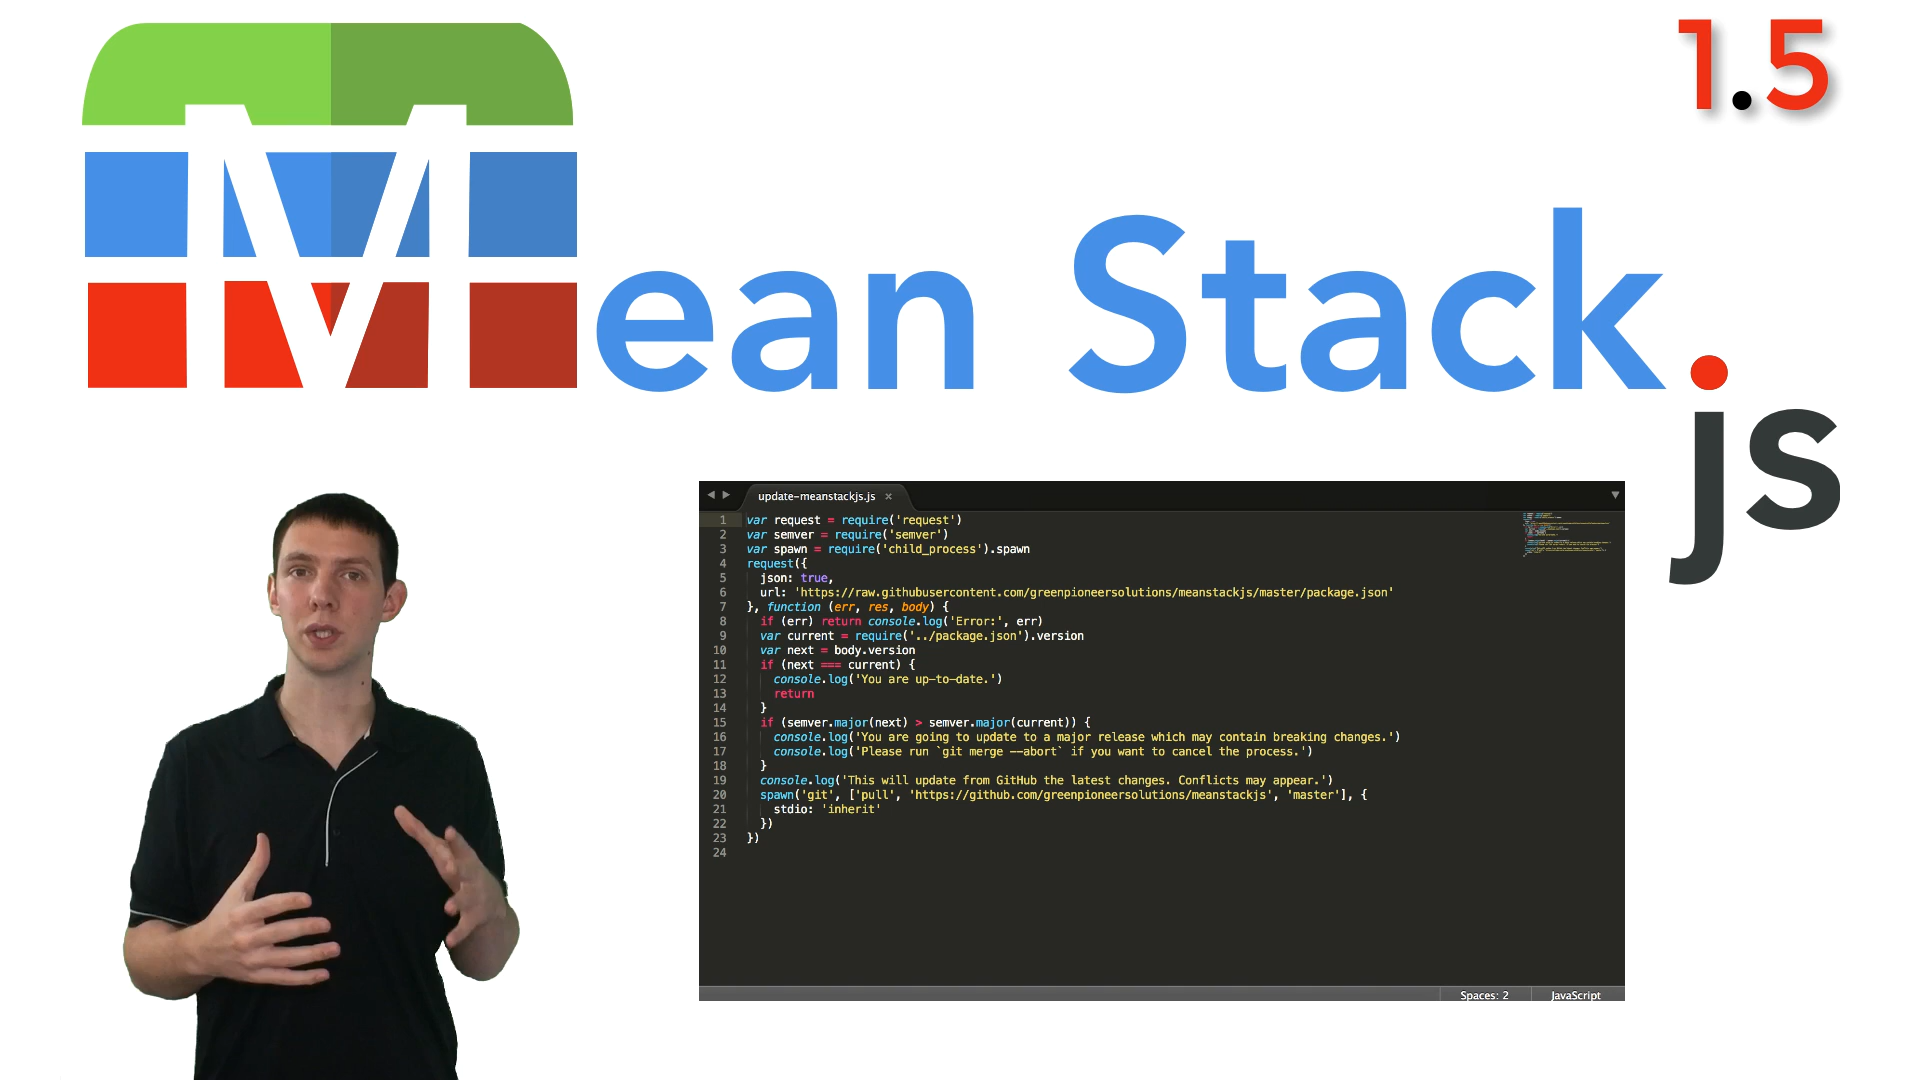 1.5
Mean Stack.js
update-meanstackjs.js ×
1 var request = require('request')
2 var semver = require('semver')
3 var spawn = require('child_process').spawn
4 request({
5 json: true,
6 url: 'https://raw.githubusercontent.com/greenpioneersolutions/meanstackjs/master/package.json'
7 }, function (err, res, body) {
8 if (err) return console.log('Error:', err)
9 var current = require('../package.json').version
10 var next = body.version
11 if (next === current) {
12 console.log('You are up-to-date.')
13 return
14 }
15 if (semver.major(next) > semver.major(current)) {
16 console.log('You are going to update to a major release which may contain breaking changes.')
17 console.log('Please run `git merge --abort` if you want to cancel the process.')
18 }
19 console.log('This will update from GitHub the latest changes. Conflicts may appear.')
20 spawn('git', ['pull', 'https://github.com/greenpioneersolutions/meanstackjs', 'master'], {
21 stdio: 'inherit'
22 })
23 })
24
Spaces: 2 JavaScript